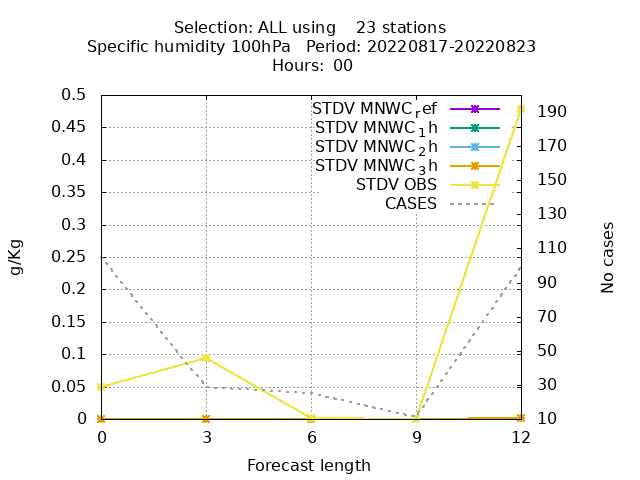 Selection: ALL using    23 stations
Specific humidity 100hPa   Period: 20220817-20220823
Hours:  00
STDV MNWC_ref
STDV MNWC_1h
STDV MNWC_2h
STDV MNWC_3h
STDV OBS
CASES
0.5
0.45
0.4
0.35
0.3
0.25
0.2
0.15
0.1
0.05
0
g/Kg
190
170
150
130
110
90
70
50
30
10
No cases
0 3 6 9 12
Forecast length